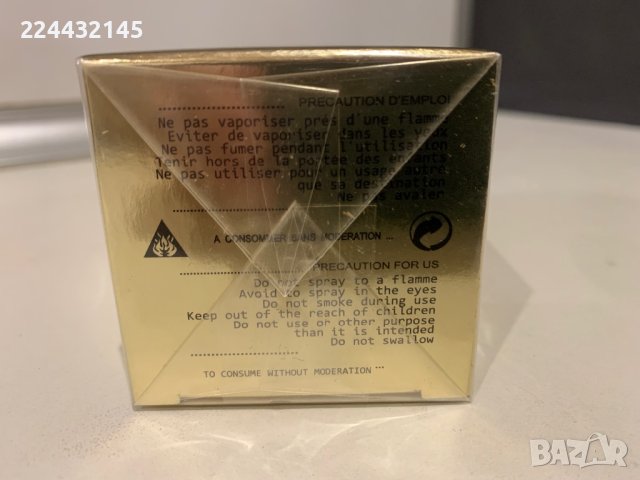 224432145
PRECAUTION D'EMPLOI
Ne pas vaporiser près d'une flamme
Eviter de vaporiser dans les yeux
Ne pas fumer pendant l'utilisation
Tenir hors de la portée des enfants
Ne pas utiliser pour un usage autre
que sa destination
Ne pas avaler
A CONSOMMER SANS MODERATION ...
PRECAUTION FOR US
Do not spray to a flamme
Avoid to spray in the eyes
Do not smoke during use
Keep out of the reach of children
Do not use or other purpose
than it is intended
Do not swallow
TO CONSUME WITHOUT MODERATION ...
BAZAR